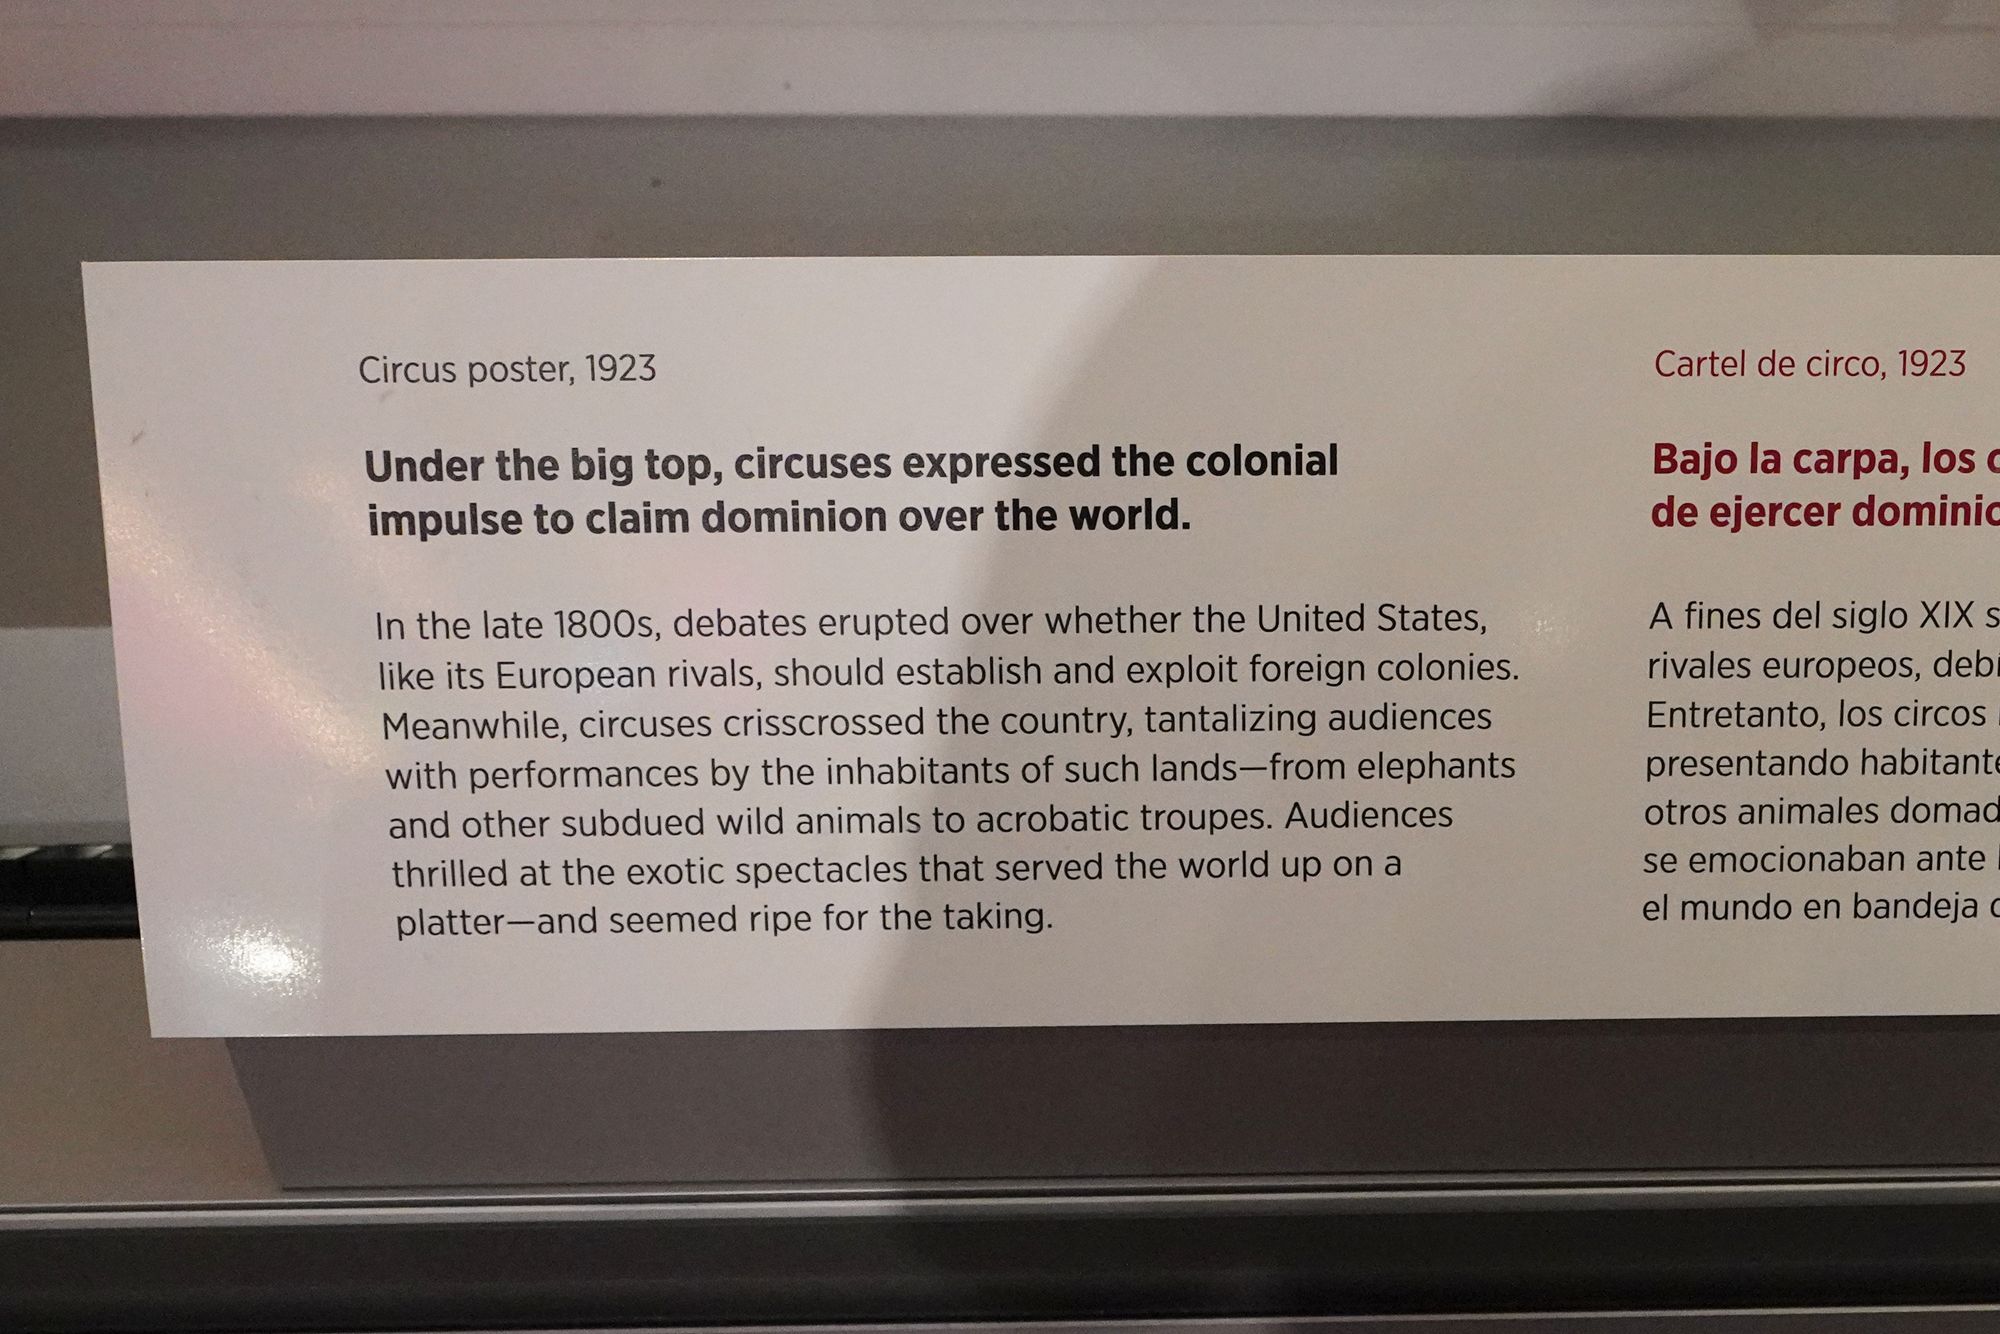 Circus poster, 1923
Under the big top, circuses expressed the colonial
impulse to claim dominion over the world.
In the late 1800s, debates erupted over whether the United States,
like its European rivals, should establish and exploit foreign colonies.
Meanwhile, circuses crisscrossed the country, tantalizing audiences
with performances by the inhabitants of such lands—from elephants
and other subdued wild animals to acrobatic troupes. Audiences
thrilled at the exotic spectacles that served the world up on a
platter—and seemed ripe for the taking.
Cartel de circo, 1923
Bajo la carpa, los
de ejercer
A fines del siglo XIX
rivales europeos,
Entretanto, los circos
presentando
otros animales
se emocionaban ante
el mundo en bandeja